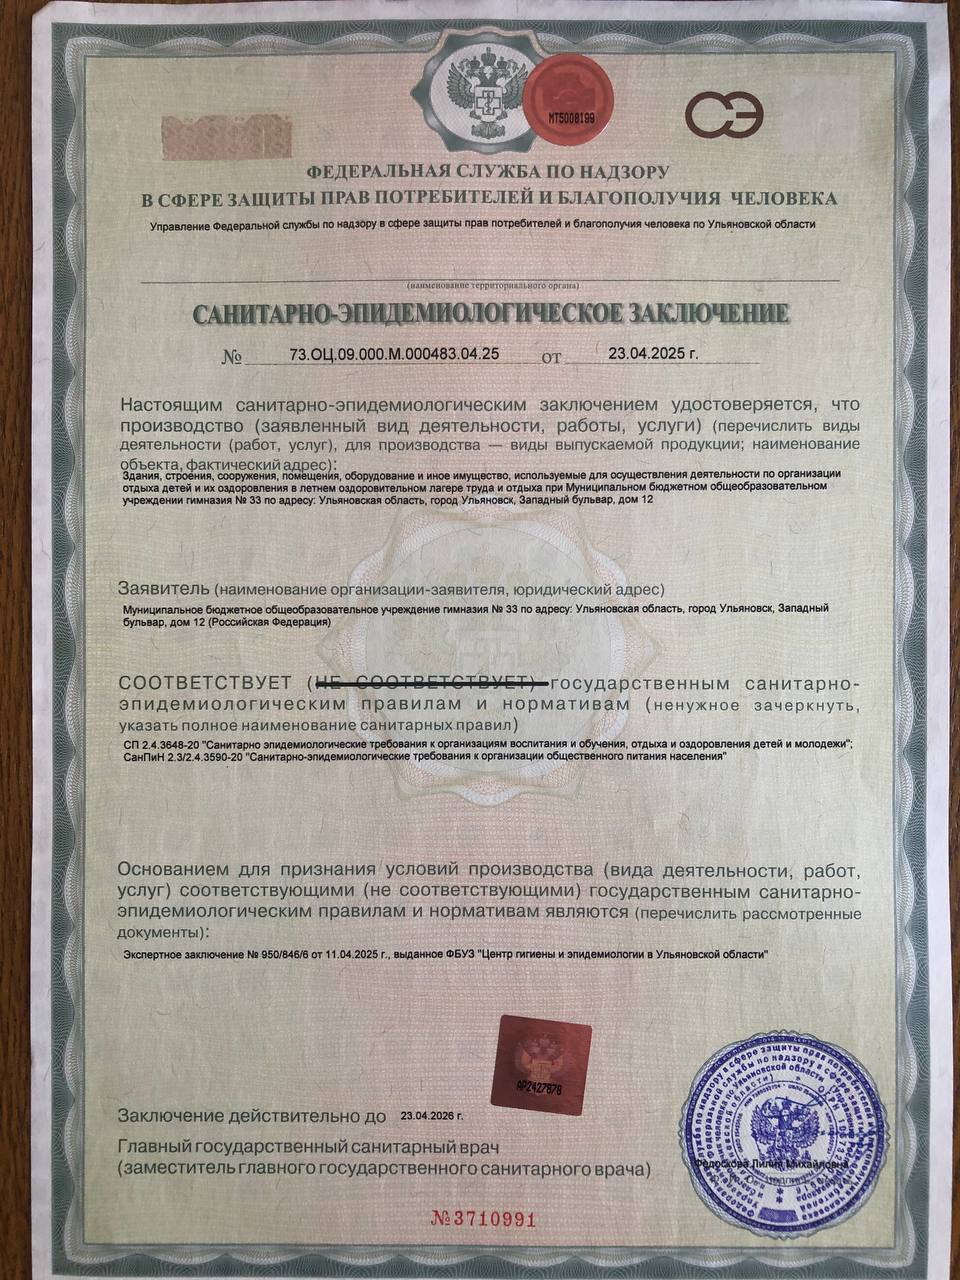 МТ5008199
СЭ
ФЕДЕРАЛЬНАЯ СЛУЖБА ПО НАДЗОРУ
В СФЕРЕ ЗАЩИТЫ ПРАВ ПОТРЕБИТЕЛЕЙ И БЛАГОПОЛУЧИЯ ЧЕЛОВЕКА
Управление Федеральной службы по надзору в сфере защиты прав потребителей и благополучия человека по Ульяновской области
(наименование территориального органа)
САНИТАРНО-ЭПИДЕМИОЛОГИЧЕСКОЕ ЗАКЛЮЧЕНИЕ
№ 73.ОЦ.09.000.М.000483.04.25 от 23.04.2025 г.
Настоящим санитарно-эпидемиологическим заключением удостоверяется, что
производство (заявленный вид деятельности, работы, услуги) (перечислить виды
деятельности (работ, услуг), для производства — виды выпускаемой продукции; наименование
объекта, фактический адрес):
Здания, строения, сооружения, помещения, оборудование и иное имущество, используемые для осуществления деятельности по организации
отдыха детей и их оздоровления в летнем оздоровительном лагере труда и отдыха при Муниципальном бюджетном общеобразовательном
учреждении гимназия № 33 по адресу: Ульяновская область, город Ульяновск, Западный бульвар, дом 12
Заявитель (наименование организации-заявителя, юридический адрес)
Муниципальное бюджетное общеобразовательное учреждение гимназия № 33 по адресу: Ульяновская область, город Ульяновск, Западный
бульвар, дом 12 (Российская Федерация)
СООТВЕТСТВУЕТ (НЕ СООТВЕТСТВУЕТ) государственным санитарно-
эпидемиологическим правилам и нормативам (ненужное зачеркнуть,
указать полное наименование санитарных правил)
СП 2.4.3648-20 "Санитарно эпидемиологические требования к организациям воспитания и обучения, отдыха и оздоровления детей и молодежи";
СанПиН 2.3/2.4.3590-20 "Санитарно-эпидемиологические требования к организации общественного питания населения"
Основанием для признания условий производства (вида деятельности, работ,
услуг) соответствующими (не соответствующими) государственным санитарно-
эпидемиологическим правилам и нормативам являются (перечислить рассмотренные
документы):
Экспертное заключение № 950/846/6 от 11.04.2025 г., выданное ФБУЗ "Центр гигиены и эпидемиологии в Ульяновской области"
АР2427878
Заключение действительно до 23.04.2026 г.
Главный государственный санитарный врач
(заместитель главного государственного санитарного врача)
Федоскова Лилия Михайловна
№3710991